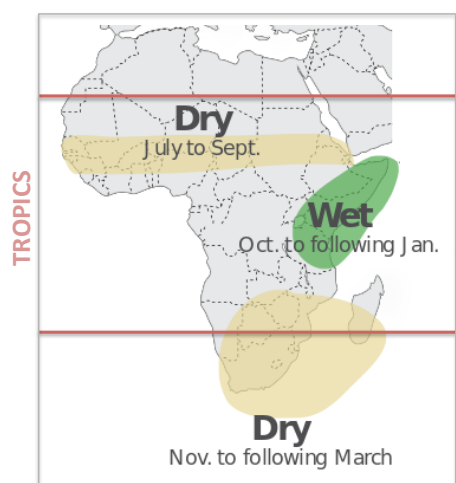 TROPICS
Dry
July to Sept.
Wet
Oct. to following Jan.
Dry
Nov. to following March